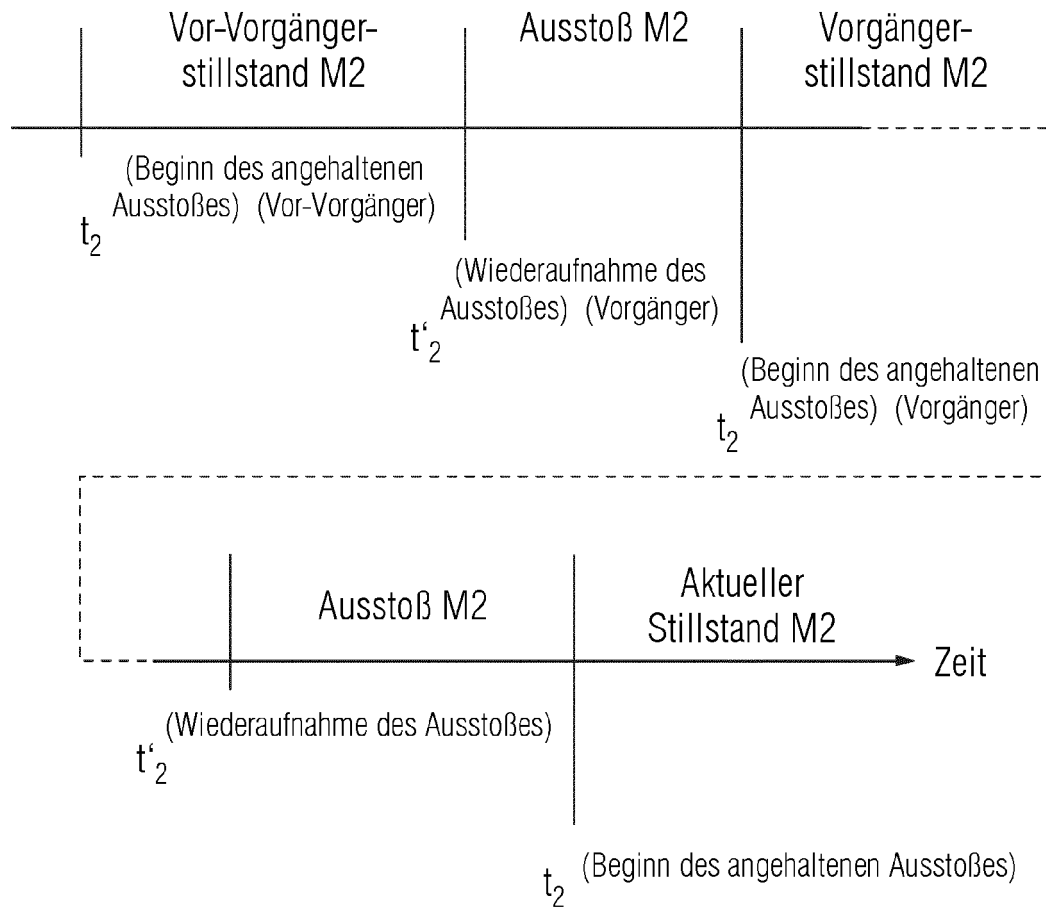 Vor-Vorgänger-
stillstand M2
Ausstoß M2
Vorgänger-
stillstand M2
(Beginn des angehaltenen
Ausstoßes) (Vor-Vorgänger)
t2
(Wiederaufnahme des
Ausstoßes) (Vorgänger)
t‘2
(Beginn des angehaltenen
Ausstoßes) (Vorgänger)
t2
Ausstoß M2
Aktueller
Stillstand M2
Zeit
(Wiederaufnahme des Ausstoßes)
t‘2
(Beginn des angehaltenen Ausstoßes)
t2